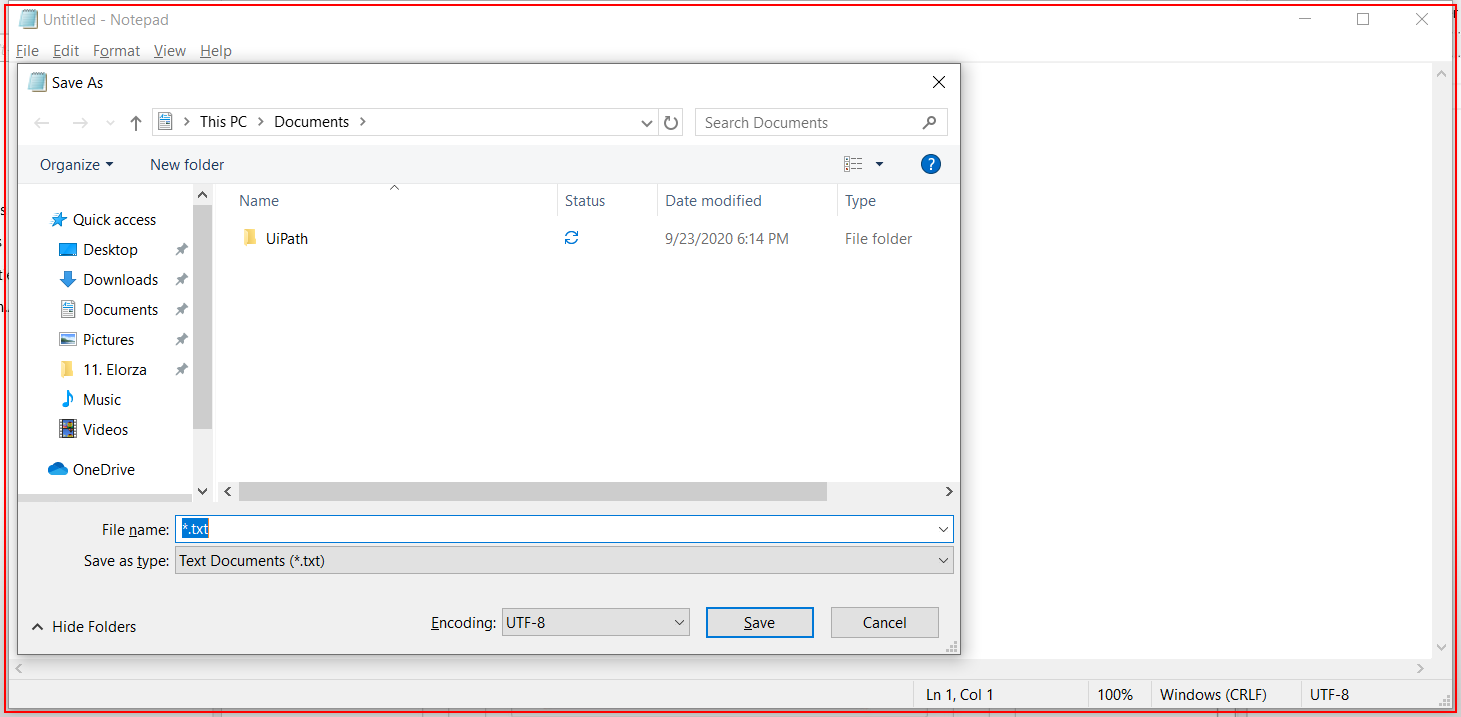 Untitled - Notepad
File Edit Format View Help
Save As
This PC > Documents >
Search Documents
Organize New folder
Name Status Date modified Type
UiPath 9/23/2020 6:14 PM File folder
Quick access
Desktop
Downloads
Documents
Pictures
11. Elorza
Music
Videos
OneDrive
File name: *.txt
Save as type: Text Documents (*.txt)
Hide Folders
Encoding: UTF-8 Save Cancel
Ln 1, Col 1 100% Windows (CRLF) UTF-8